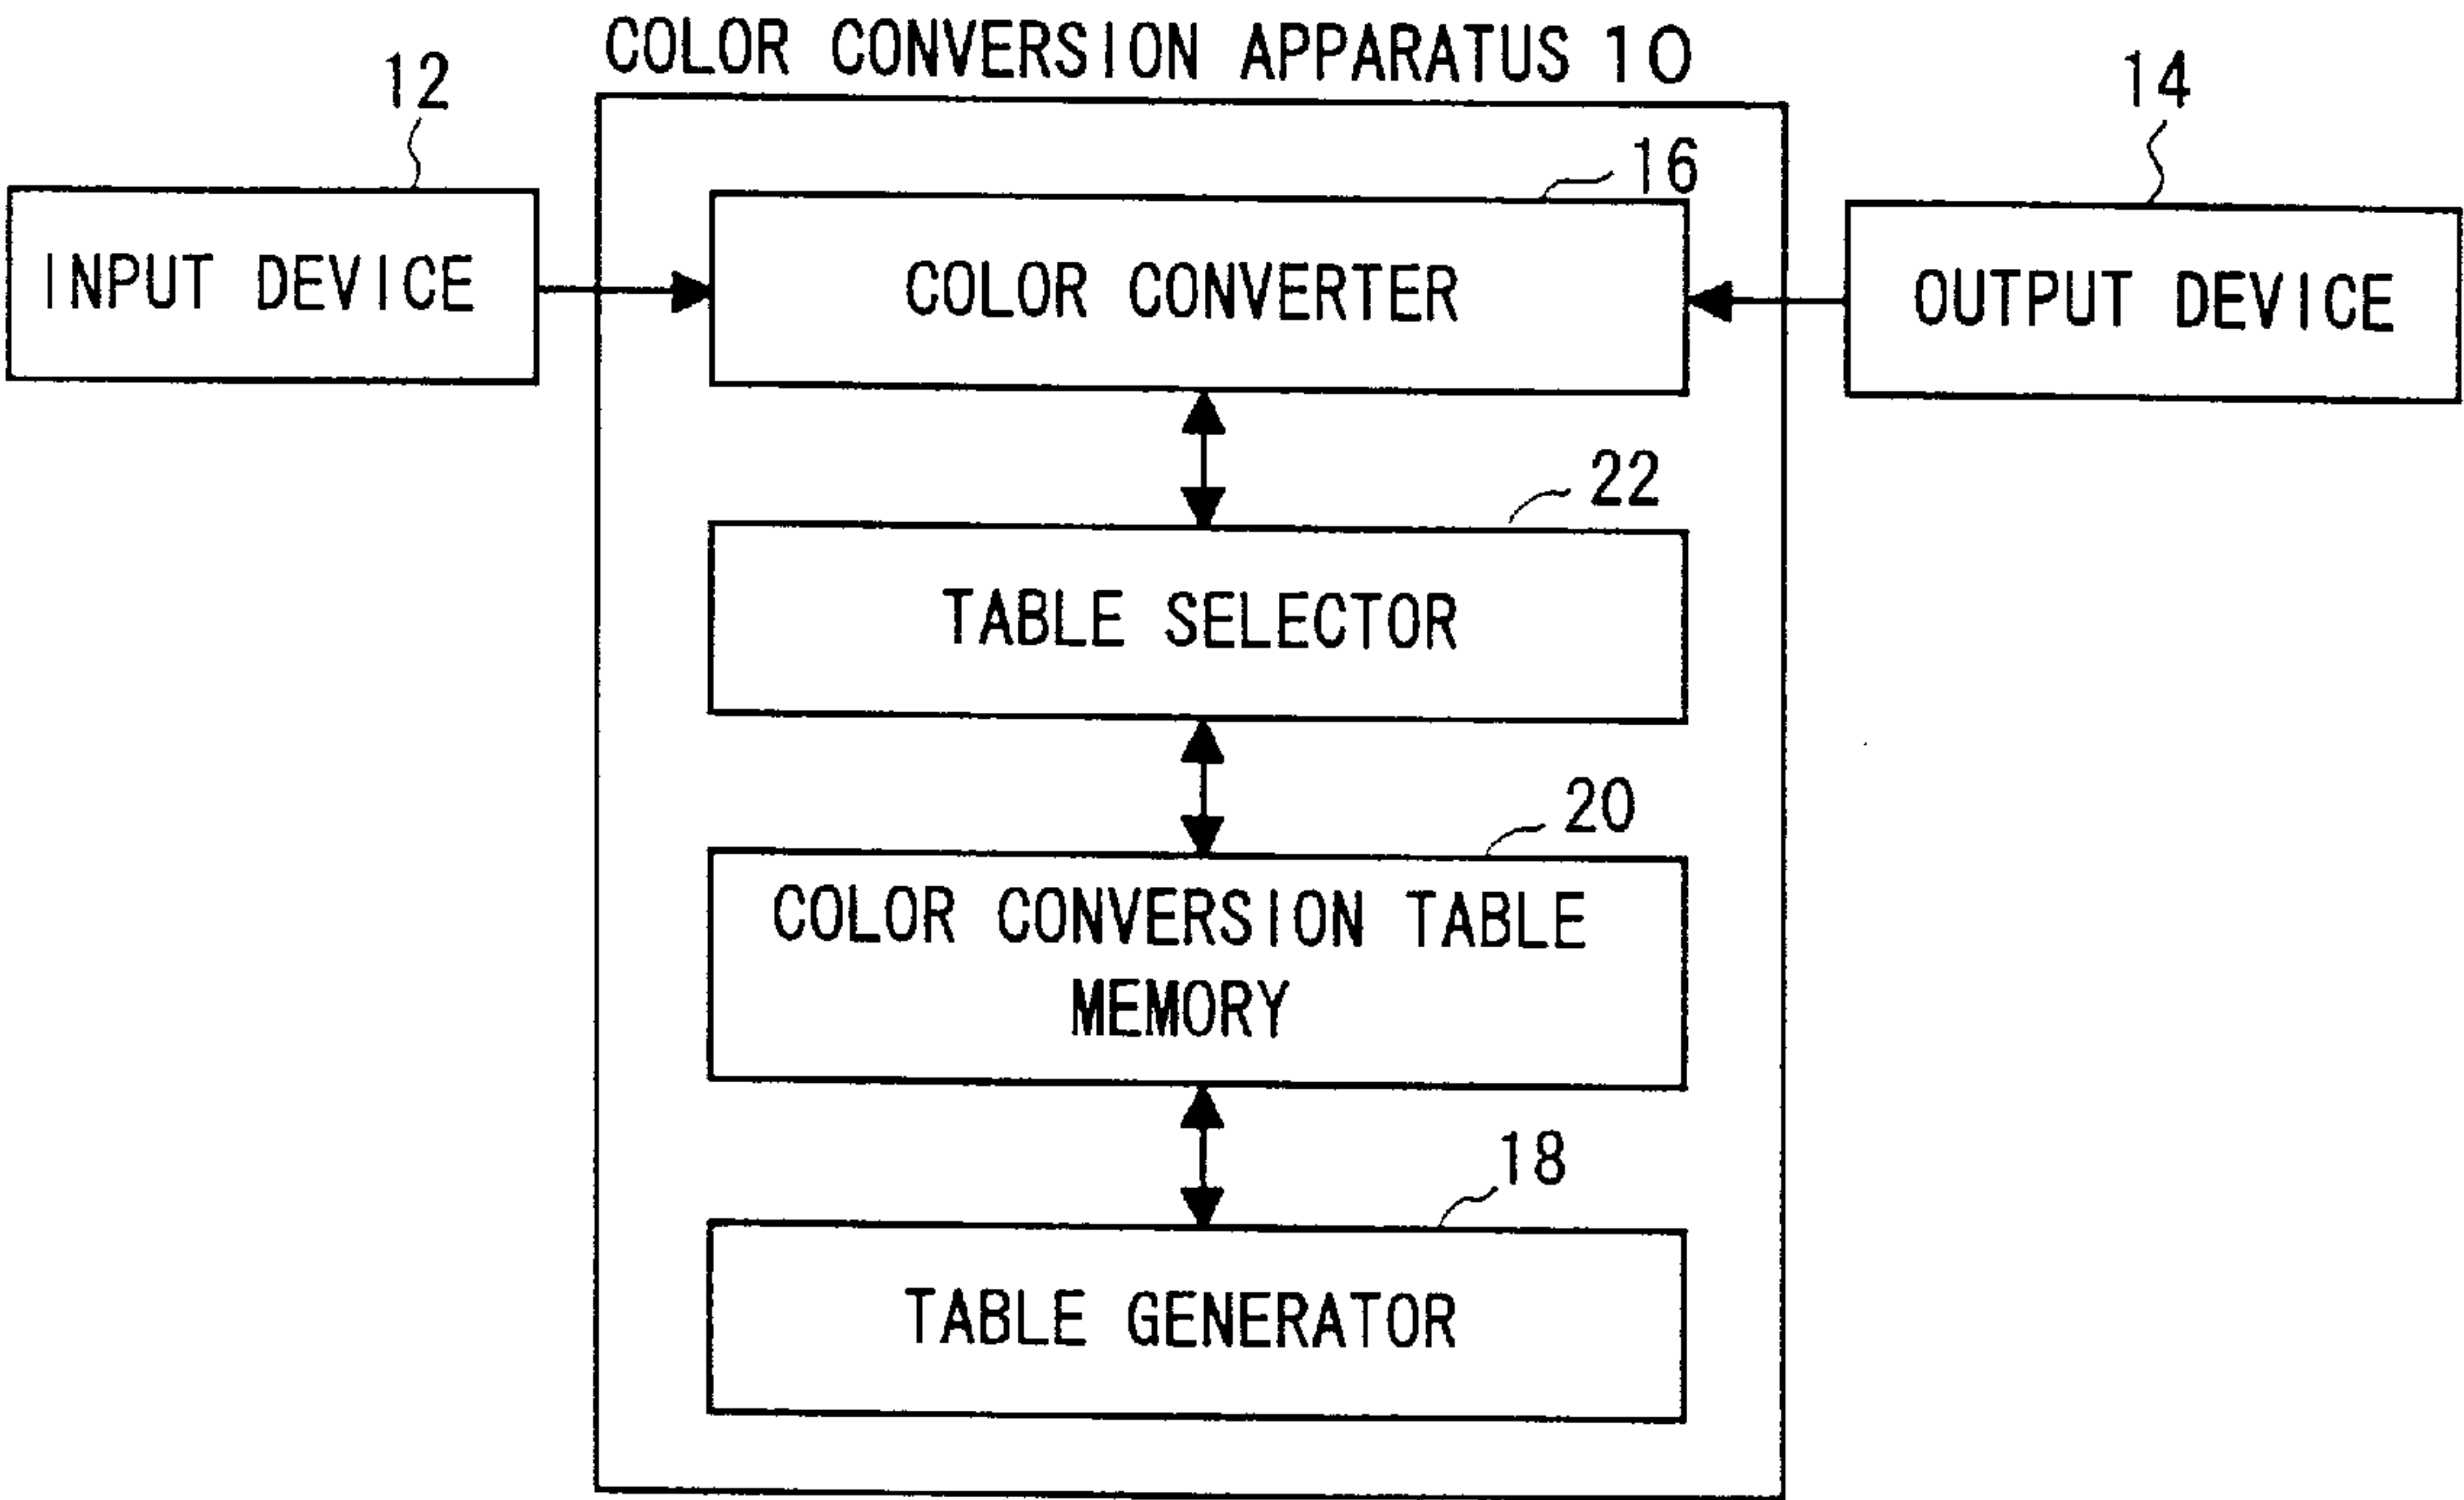 COLOR CONVERSION APPARATUS 10
12
14
16
INPUT DEVICE
COLOR CONVERTER
OUTPUT DEVICE
22
TABLE SELECTOR
20
COLOR CONVERSION TABLE
MEMORY
18
TABLE GENERATOR